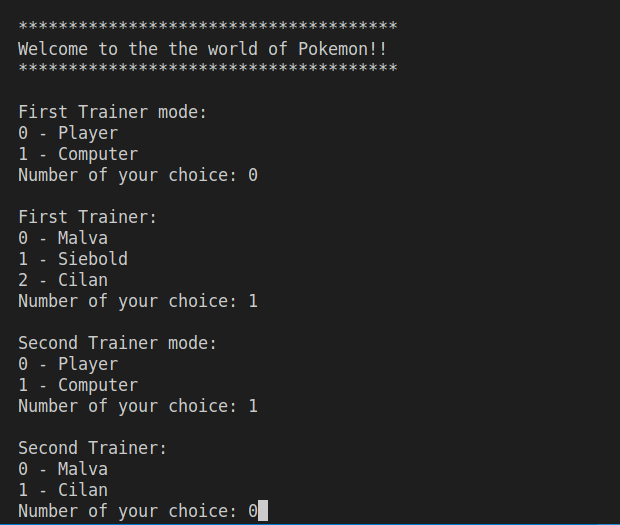 **************************************
Welcome to the the world of Pokemon!!
**************************************
First Trainer mode:
0 - Player
1 - Computer
Number of your choice: 0
First Trainer:
0 - Malva
1 - Siebold
2 - Cilan
Number of your choice: 1
Second Trainer mode:
0 - Player
1 - Computer
Number of your choice: 1
Second Trainer:
0 - Malva
1 - Cilan
Number of your choice: 0